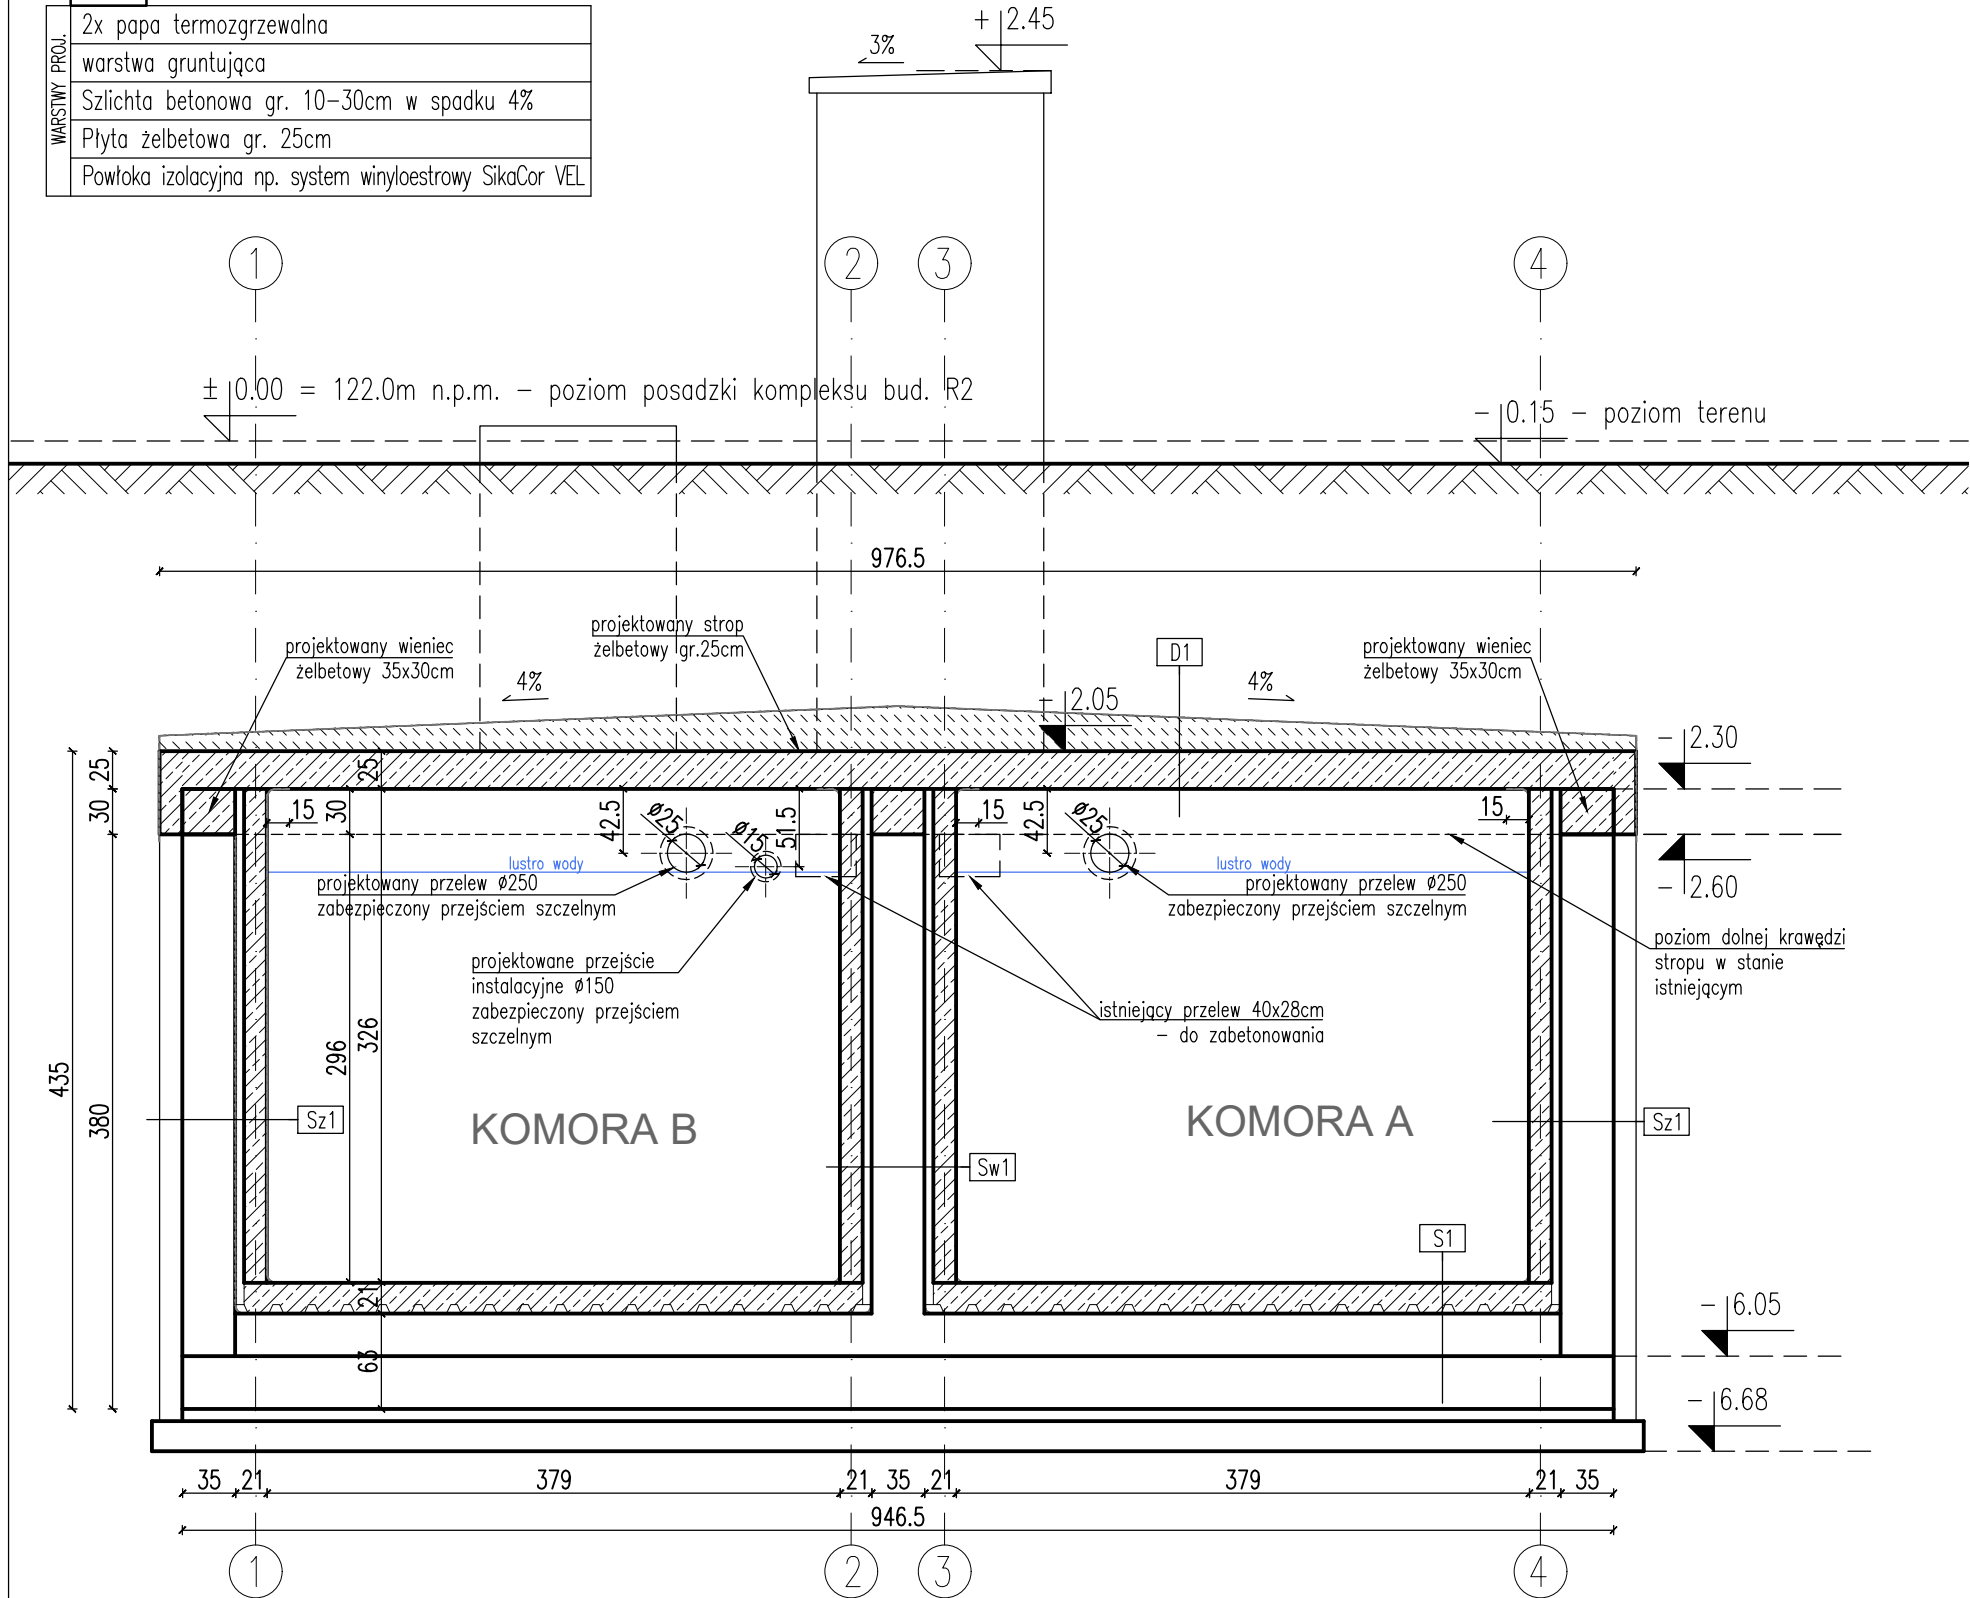 WARSTWY PROJ.
2x papa termozgrzewalna
warstwa gruntująca
Szlichta betonowa gr. 10-30cm w spadku 4%
Płyta żelbetowa gr. 25cm
Powłoka izolacyjna np. system winyloestrowy SikaCor VEL
+ 2.45
3%
1
2
3
4
± 0.00 = 122.0m n.p.m. - poziom posadzki kompleksu bud. R2
- 0.15 - poziom terenu
976.5
projektowany wieniec
żelbetowy 35x30cm
projektowany strop
żelbetowy gr.25cm
D1
projektowany wieniec
żelbetowy 35x30cm
4%
4%
- 2.05
- 2.30
25
30
25
30
15
42.5
ø25
ø15
51.5
15
42.5
ø25
15
lustro wody
lustro wody
- 2.60
projektowany przelew ø250
zabezpieczony przejściem szczelnym
projektowany przelew ø250
zabezpieczony przejściem szczelnym
poziom dolnej krawędzi
stropu w stanie
istniejącym
projektowane przejście
instalacyjne ø150
zabezpieczony przejściem
szczelnym
istniejący przelew 40x28cm
- do zabetonowania
435
380
296
326
Sz1
KOMORA B
KOMORA A
Sz1
Sw1
S1
21
63
- 6.05
- 6.68
35
21
379
21
35
21
379
21
35
946.5
1
2
3
4